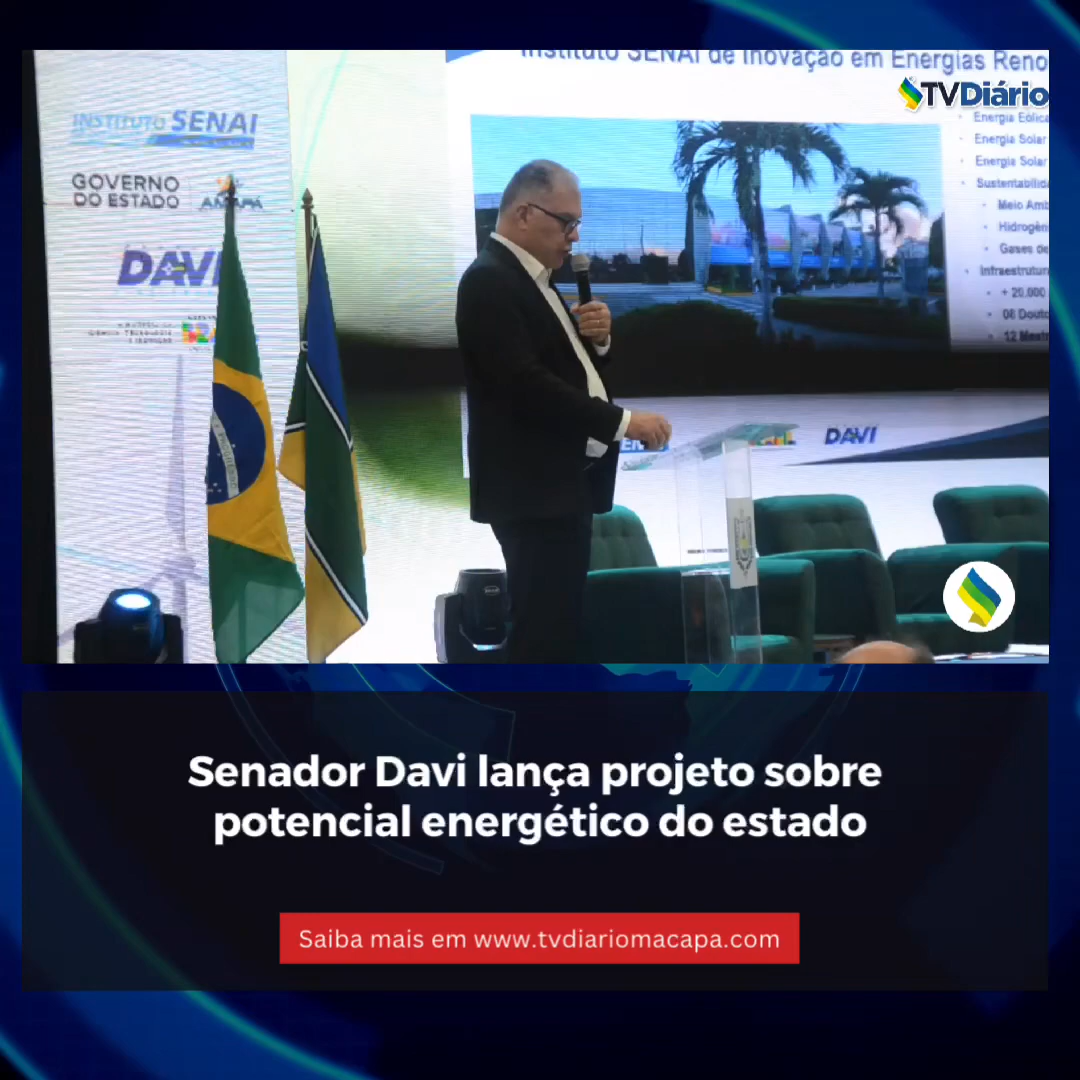 Instituto SENAI de Inovação em Energias Reno
TVDiário
INSTITUTO SENAI
GOVERNO
DO ESTADO
AMAPÁ
DAVI
Energia Eólica
Energia Solar
Energia Solar
Sustentabilida
Meio Amb
Hidrogên
Gases de
Infraestrutur
+ 20.000
08 Douto
12 Mestr
DAVI
Senador Davi lança projeto sobre
potencial energético do estado
Saiba mais em www.tvdiariomacapa.com